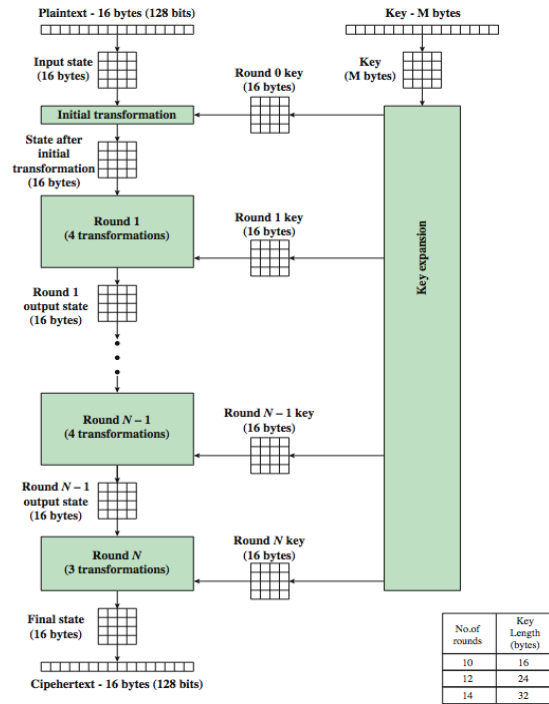 Plaintext - 16 bytes (128 bits)
Key - M bytes
Input state
(16 bytes)
Key
(M bytes)
Round 0 key
(16 bytes)
Initial transformation
State after
initial
transformation
(16 bytes)
Round 1
(4 transformations)
Round 1 key
(16 bytes)
Key expansion
Round 1
output state
(16 bytes)
Round N – 1
(4 transformations)
Round N – 1 key
(16 bytes)
Round N – 1
output state
(16 bytes)
Round N
(3 transformations)
Round N key
(16 bytes)
Final state
(16 bytes)
Cipehertext - 16 bytes (128 bits)
No.of
rounds
Key
Length
(bytes)
10 16
12 24
14 32